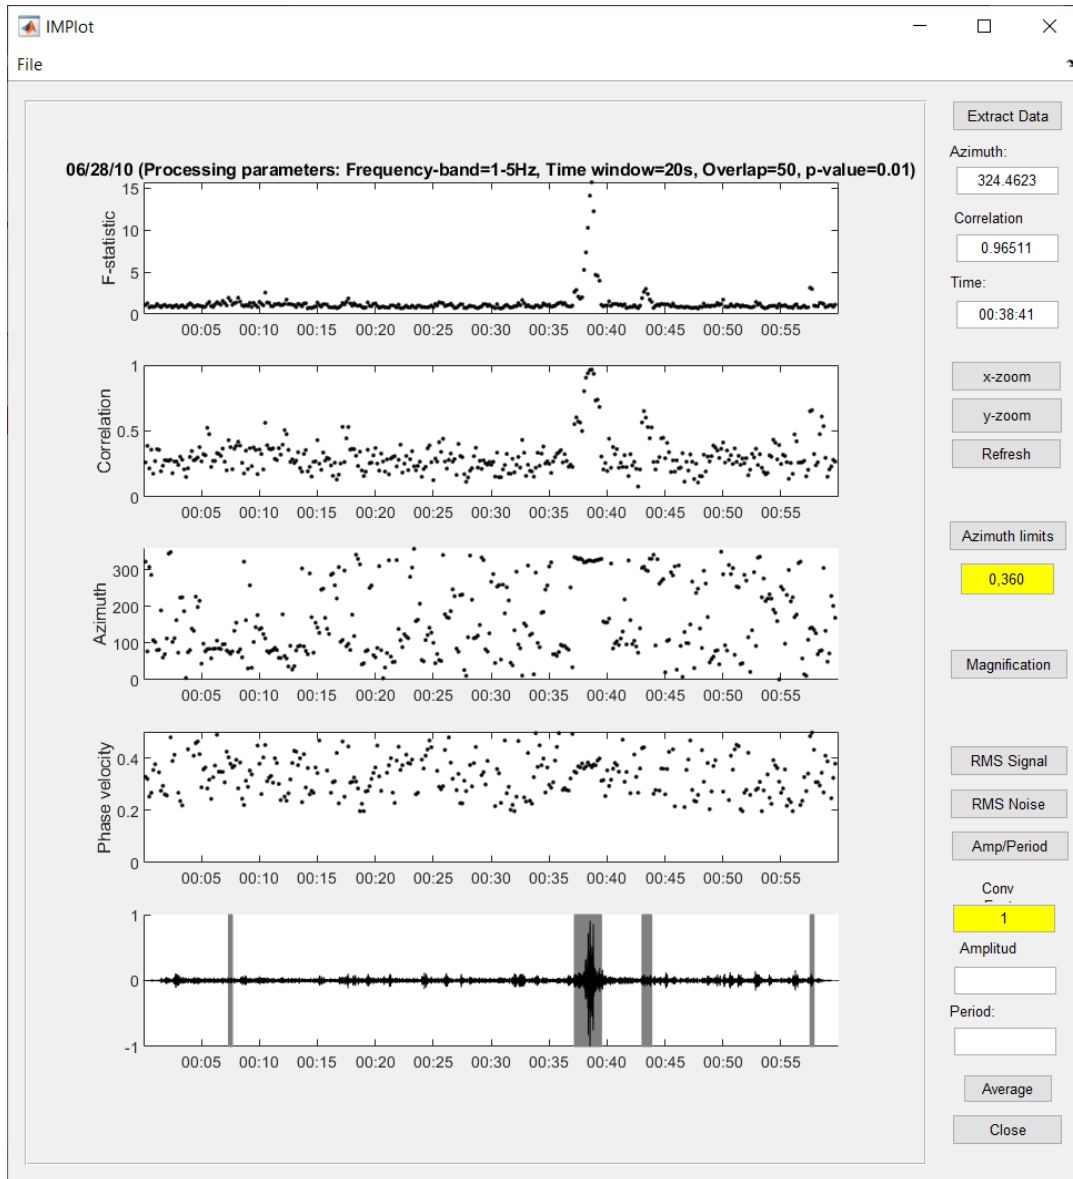 IMPlot
File
06/28/10 (Processing parameters: Frequency-band=1-5Hz, Time window=20s, Overlap=50, p-value=0.01)
F-statistic
15
10
5
0
00:05 00:10 00:15 00:20 00:25 00:30 00:35 00:40 00:45 00:50 00:55
Correlation
1
0.5
0
00:05 00:10 00:15 00:20 00:25 00:30 00:35 00:40 00:45 00:50 00:55
Azimuth
300
200
100
0
00:05 00:10 00:15 00:20 00:25 00:30 00:35 00:40 00:45 00:50 00:55
Phase velocity
0.4
0.2
0
00:05 00:10 00:15 00:20 00:25 00:30 00:35 00:40 00:45 00:50 00:55
1
0
-1
00:05 00:10 00:15 00:20 00:25 00:30 00:35 00:40 00:45 00:50 00:55
Extract Data
Azimuth:
324.4623
Correlation
0.96511
Time:
00:38:41
x-zoom
y-zoom
Refresh
Azimuth limits
0,360
Magnification
RMS Signal
RMS Noise
Amp/Period
Conv
1
Amplitud
Period:
Average
Close